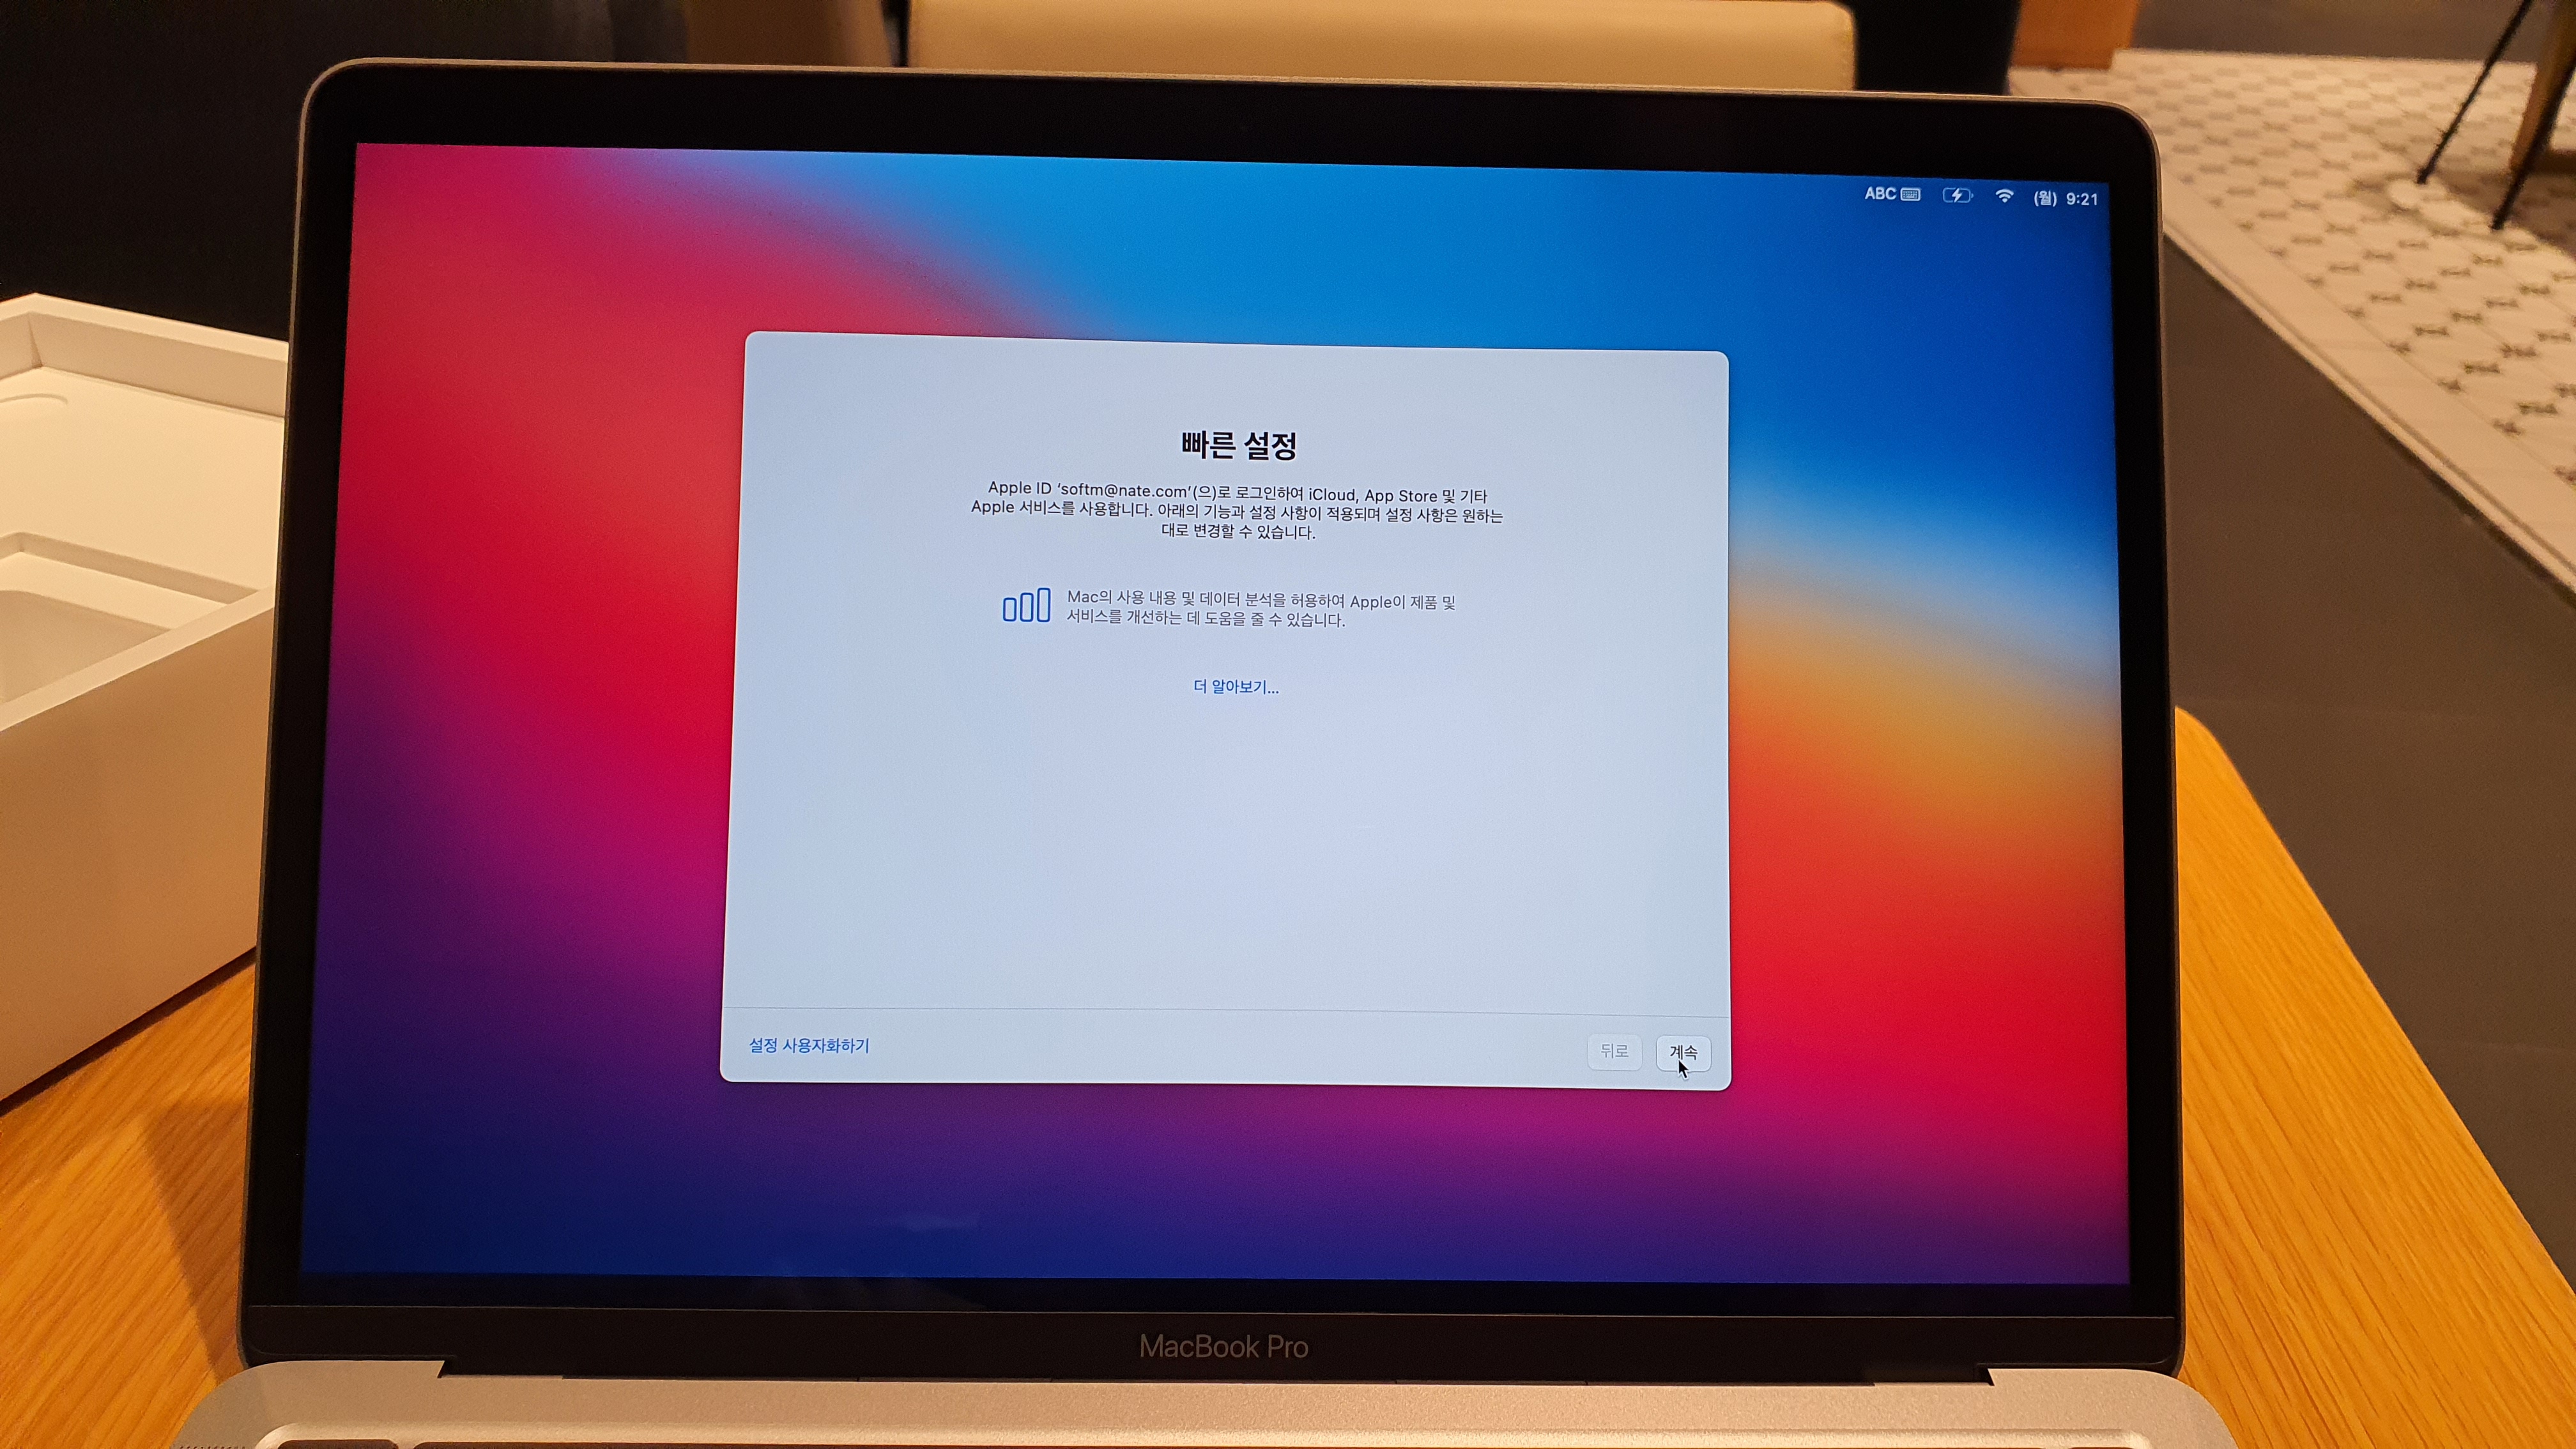 ABC (월) 9:21
빠른 설정
Apple ID ‘softm@nate.com’(으)로 로그인하여 iCloud, App Store 및 기타
Apple 서비스를 사용합니다. 아래의 기능과 설정 사항이 적용되며 설정 사항은 원하는
대로 변경할 수 있습니다.
Mac의 사용 내용 및 데이터 분석을 허용하여 Apple이 제품 및
서비스를 개선하는 데 도움을 줄 수 있습니다.
더 알아보기...
설정 사용자화하기 뒤로 계속
MacBook Pro